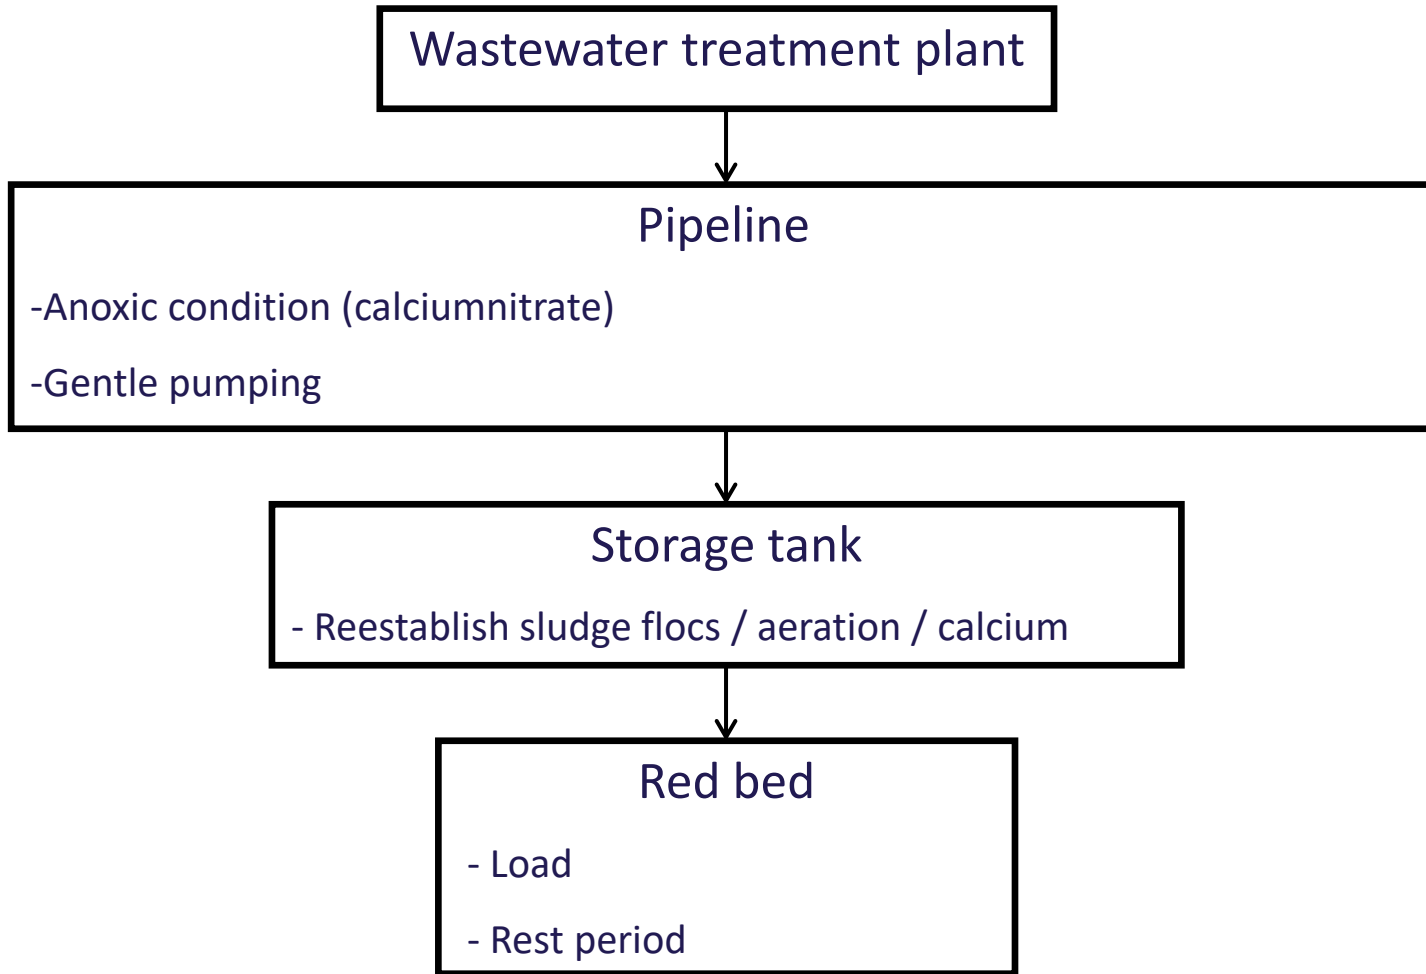 Wastewater treatment plant
Pipeline
-Anoxic condition (calciumnitrate)
-Gentle pumping
Storage tank
- Reestablish sludge flocs / aeration / calcium
Red bed
- Load
- Rest period